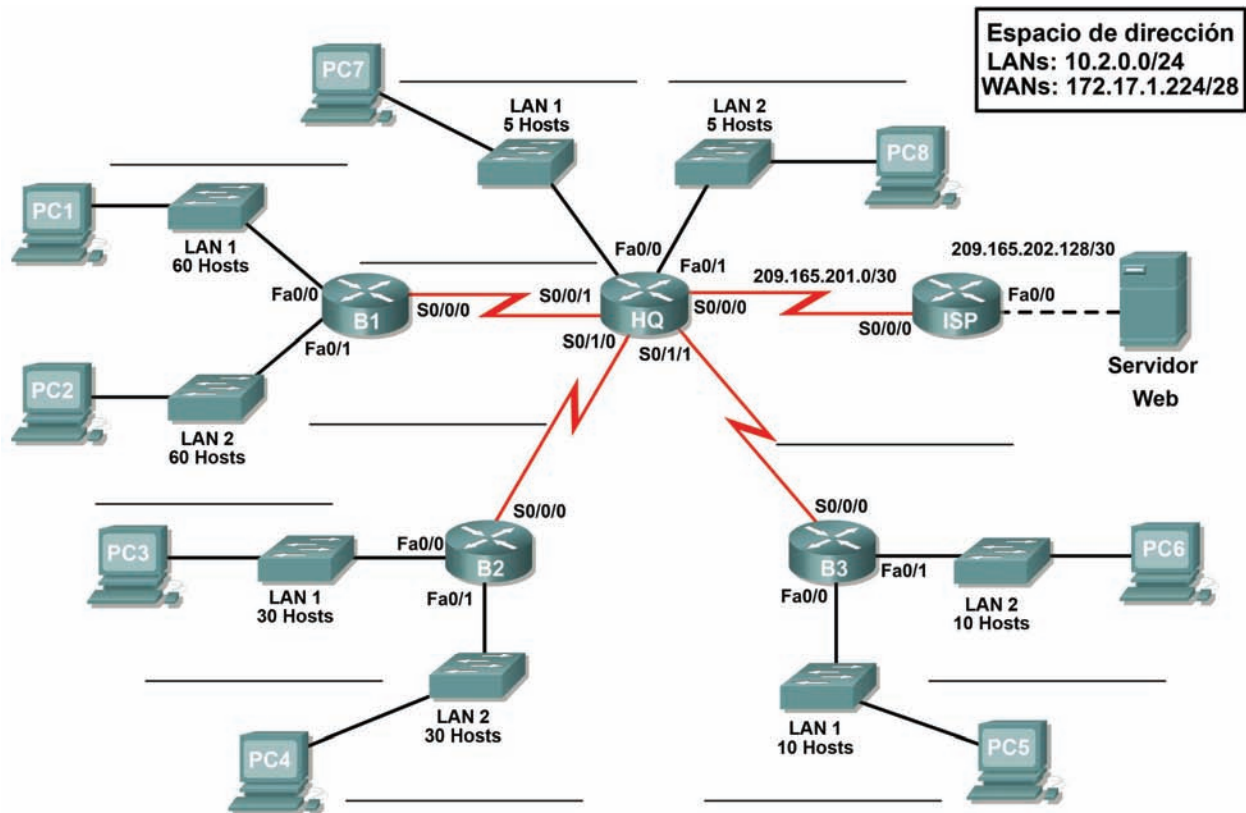 Espacio de dirección
LANs: 10.2.0.0/24
WANs: 172.17.1.224/28
PC7
LAN 1
5 Hosts
LAN 2
5 Hosts
PC8
PC1
LAN 1
60 Hosts
Fa0/0
Fa0/1
209.165.201.0/30
209.165.202.128/30
Fa0/0
B1
S0/0/0
S0/0/1
HQ
S0/0/0
S0/0/0
ISP
Fa0/0
Fa0/1
S0/1/0
S0/1/1
Servidor
Web
PC2
LAN 2
60 Hosts
S0/0/0
S0/0/0
PC3
LAN 1
30 Hosts
Fa0/0
B2
Fa0/1
B3
Fa0/1
Fa0/0
LAN 2
10 Hosts
PC6
PC4
LAN 2
30 Hosts
LAN 1
10 Hosts
PC5